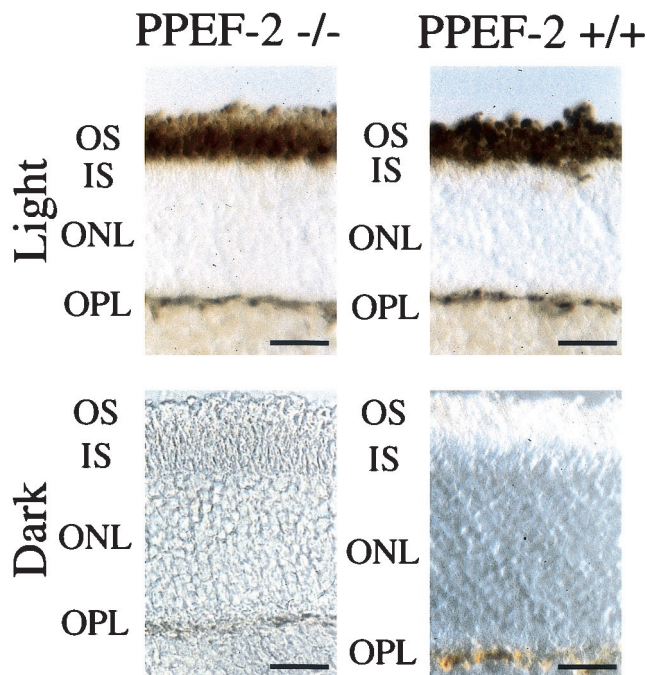 PPEF-2 -/-
PPEF-2 +/+
Light
OS
IS
ONL
OPL
OS
IS
ONL
OPL
Dark
OS
IS
ONL
OPL
OS
IS
ONL
OPL